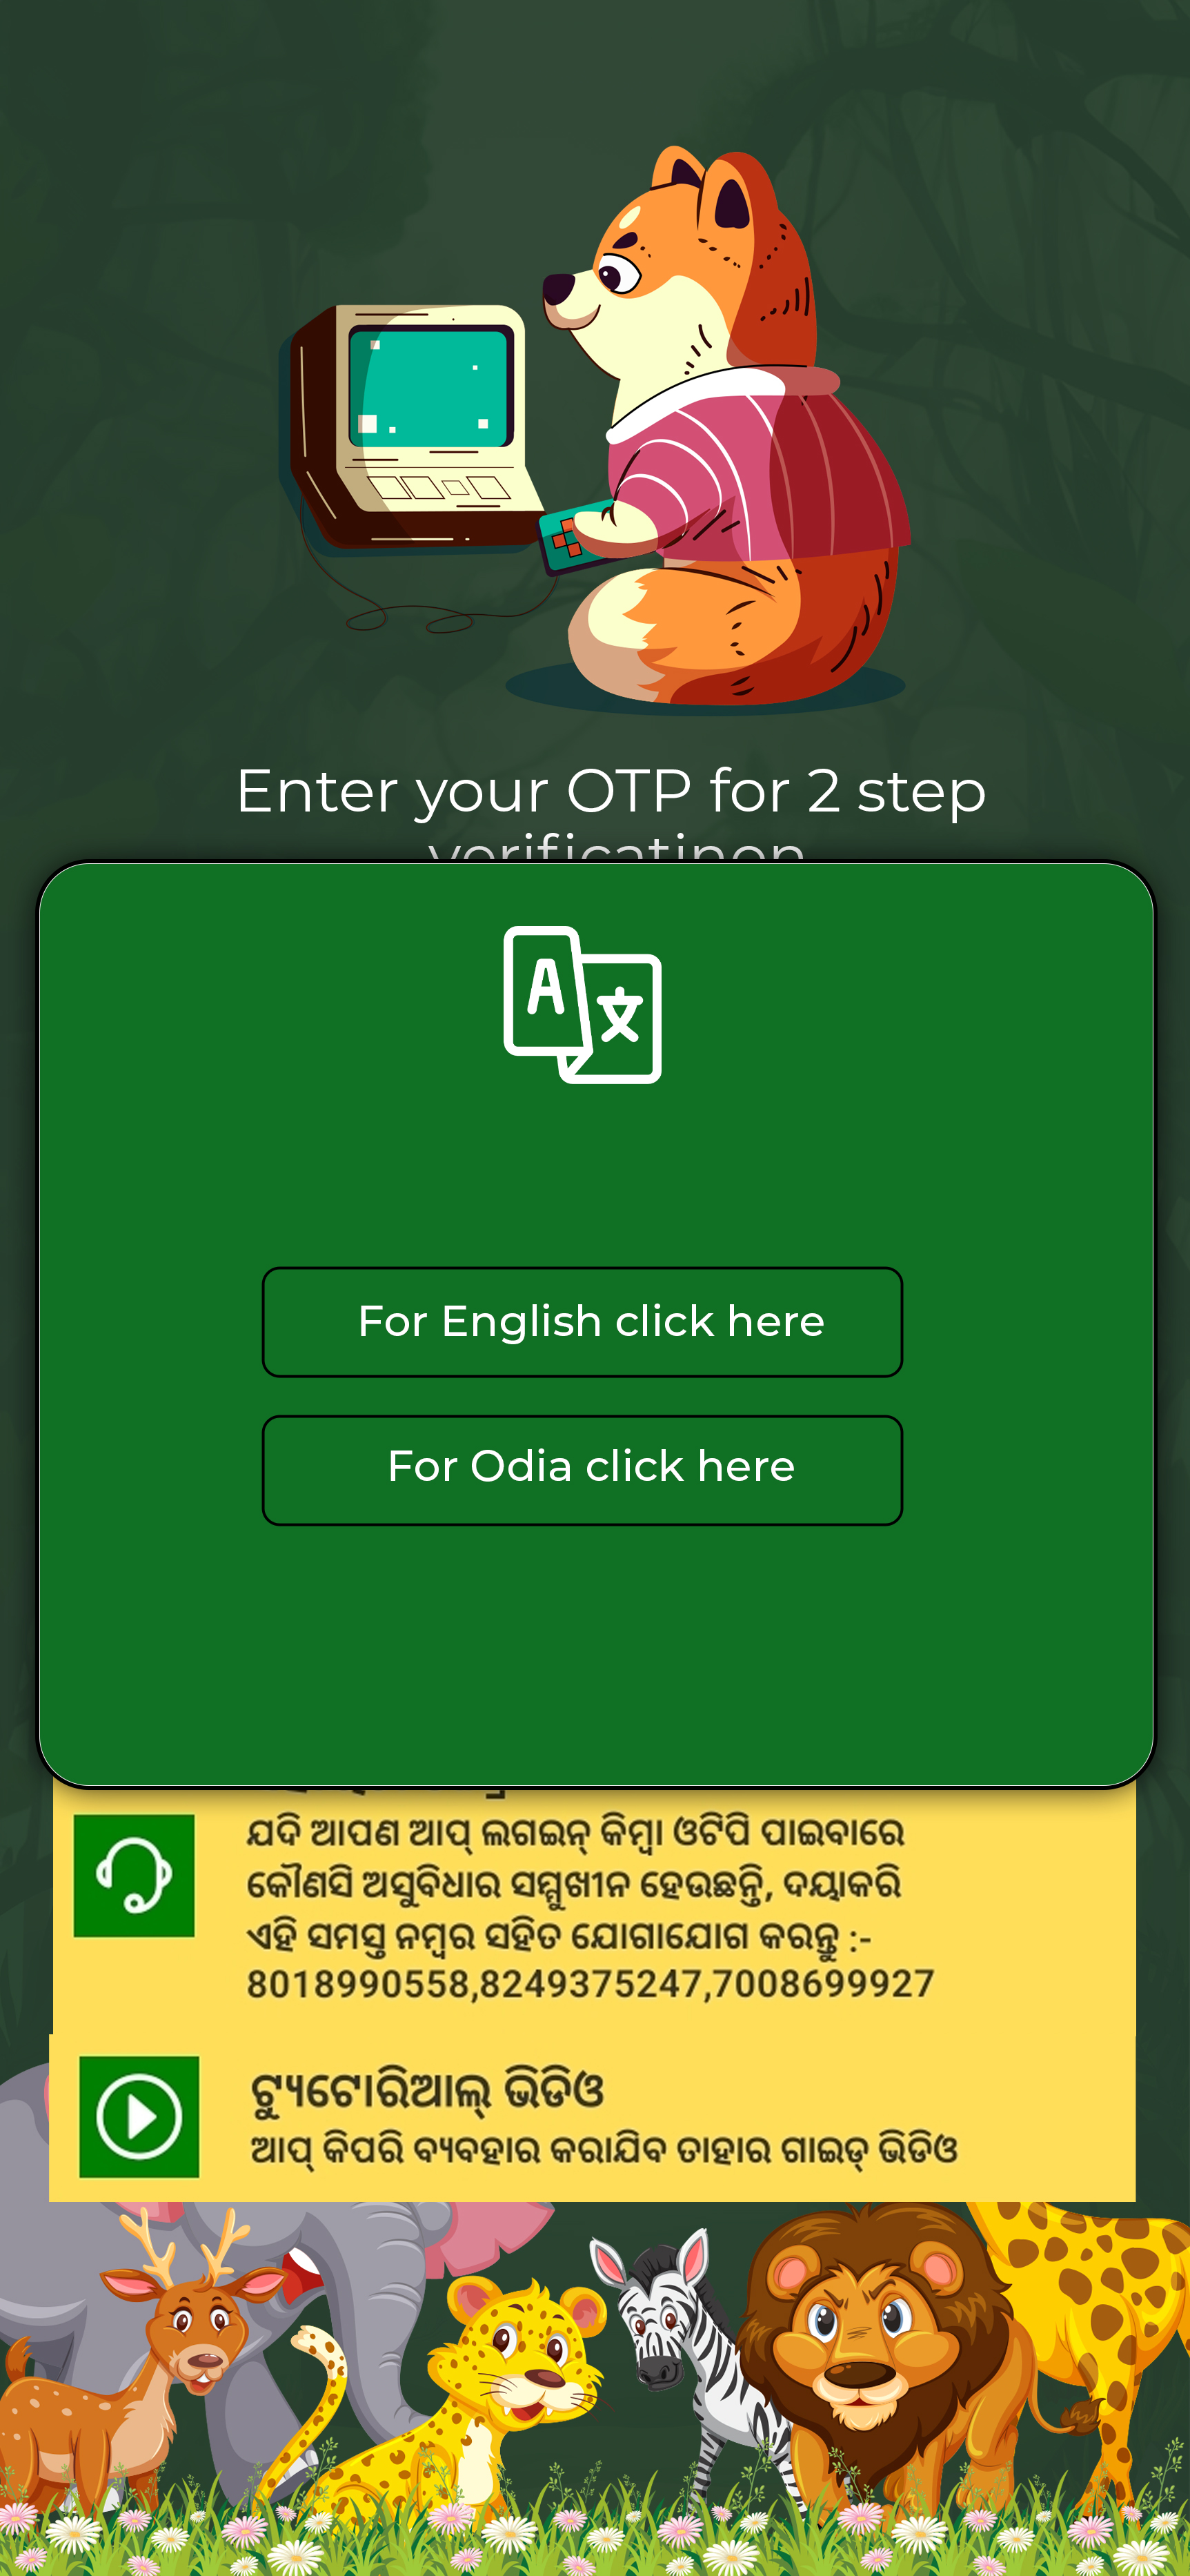 Enter your OTP for 2 step
verificatinon
A
For English click here
For Odia click here
ଯଦି ଆପଣ ଆପ୍ ଲଗଇନ୍ କିମ୍ବା ଓଟିପି ପାଇବାରେ
କୌଣସି ଅସୁବିଧାର ସମ୍ମୁଖୀନ ହେଉଛନ୍ତି, ଦୟାକରି
ଏହି ସମସ୍ତ ନମ୍ବର ସହିତ ଯୋଗାଯୋଗ କରନ୍ତୁ :-
8018990558,8249375247,7008699927
ଟ୍ୟୁଟୋରିଆଲ୍ ଭିଡିଓ
ଆପ୍ କିପରି ବ୍ୟବହାର କରାଯିବ ତାହାର ଗାଇଡ୍ ଭିଡିଓ